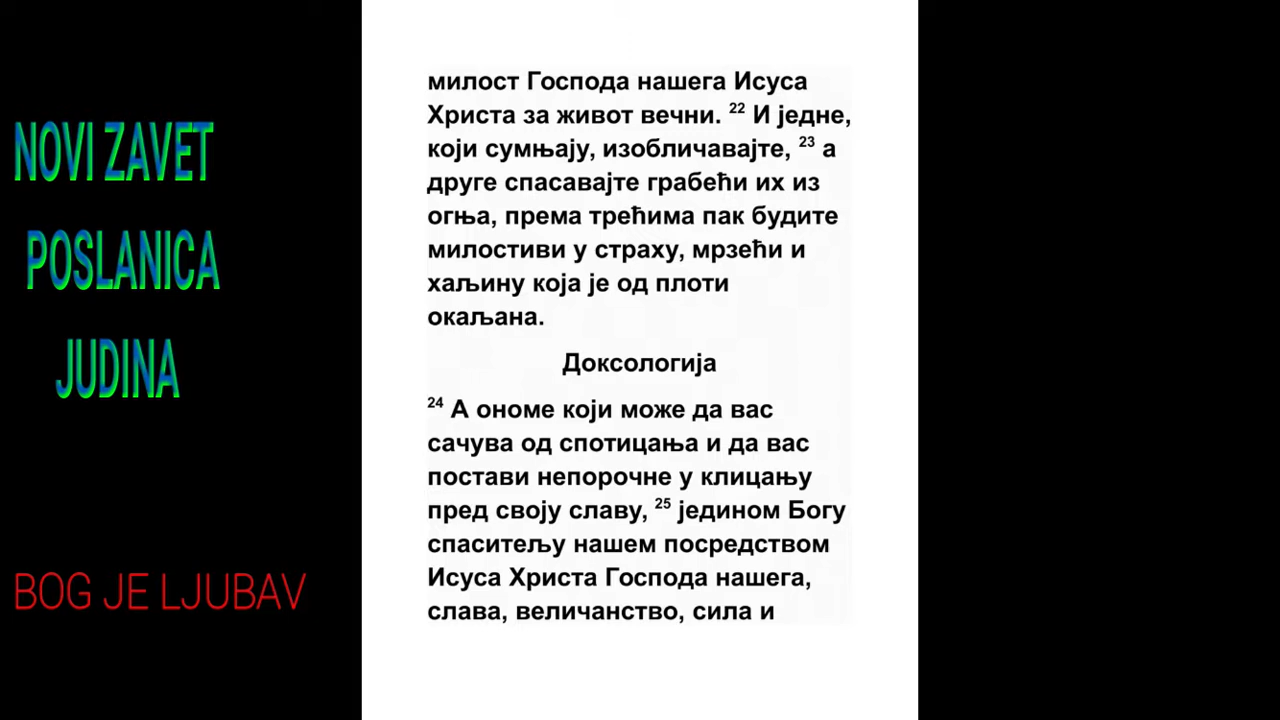 NOVI ZAVET
POSLANICA
JUDINA
BOG JE LJUBAV
милост Господа нашега Исуса
Христа за живот вечни. 22 И једне,
који сумњају, изобличавајте, 23 а
друге спасавајте грабећи их из
огња, према трећима пак будите
милостиви у страху, мрзећи и
хаљину која је од плоти
окаљана.
Доксологија
24 А ономе који може да вас
сачува од спотицања и да вас
постави непорочне у клицању
пред своју славу, 25 једином Богу
спаситељу нашем посредством
Исуса Христа Господа нашега,
слава, величанство, сила и